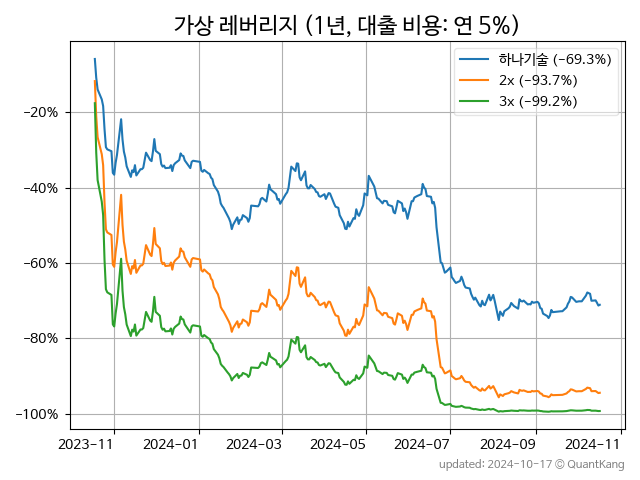 가상 레버리지 (1년, 대출 비용: 연 5%)
하나기술 (-69.3%)
2x (-93.7%)
3x (-99.2%)
-20%
-40%
-60%
-80%
-100%
2023-11 2024-01 2024-03 2024-05 2024-07 2024-09 2024-11
updated: 2024-10-17 © QuantKang